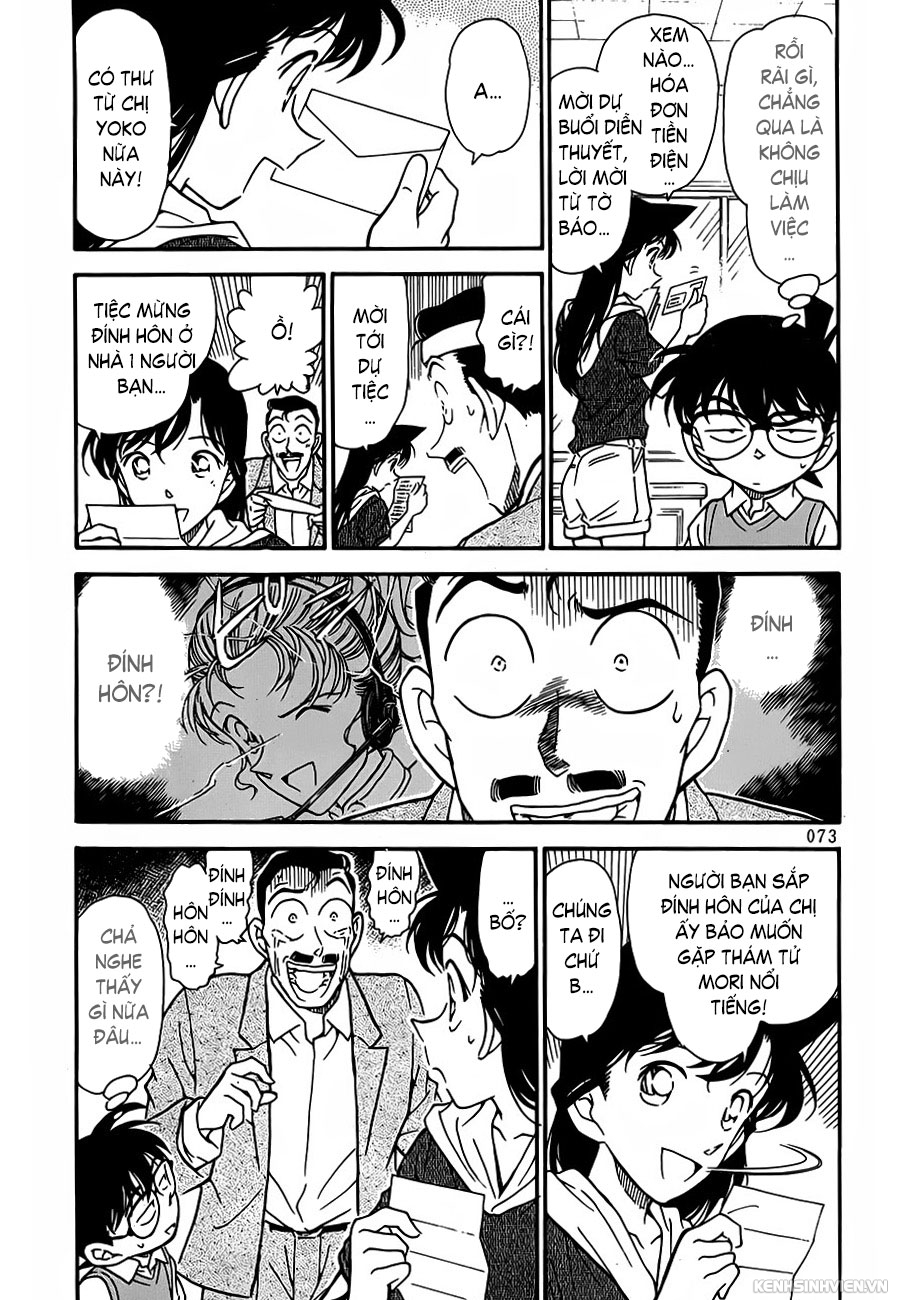 RỒI
RÀI GÌ,
CHẲNG
QUA LÀ
KHÔNG
CHỊU
LÀM
VIỆC
...
XEM
NÀO...
HÓA
ĐƠN
TIỀN
ĐIỆN
...
MỜI DỰ
BUỔI DIỄN
THUYẾT,
LỜI MỜI
TỪ TỜ
BÁO...
A...
CÓ THƯ
TỪ CHỊ
YOKO
NỮA
NÀY!
CÁI
GÌ?!
MỜI
TỚI
DỰ
TIỆC
...
Ồ!
TIỆC MỪNG
ĐÍNH HÔN Ở
NHÀ 1 NGƯỜI
BẠN...
ĐÍNH
...
ĐÍNH
HÔN?!
073
NGƯỜI BẠN SẮP
ĐÍNH HÔN CỦA CHỊ
ẤY BẢO MUỐN
GẶP THÁM TỬ
MORI NỔI
TIẾNG!
CHÚNG
TA ĐI
CHỨ
B...
...
BỐ?
ĐÍNH
HÔN
...
ĐÍNH
ĐÍNH
...
HÔN
HÔN
...
CHẢ
NGHE
THẤY
GÌ NỮA
ĐÂU...
KENHSINHVIEN.VN